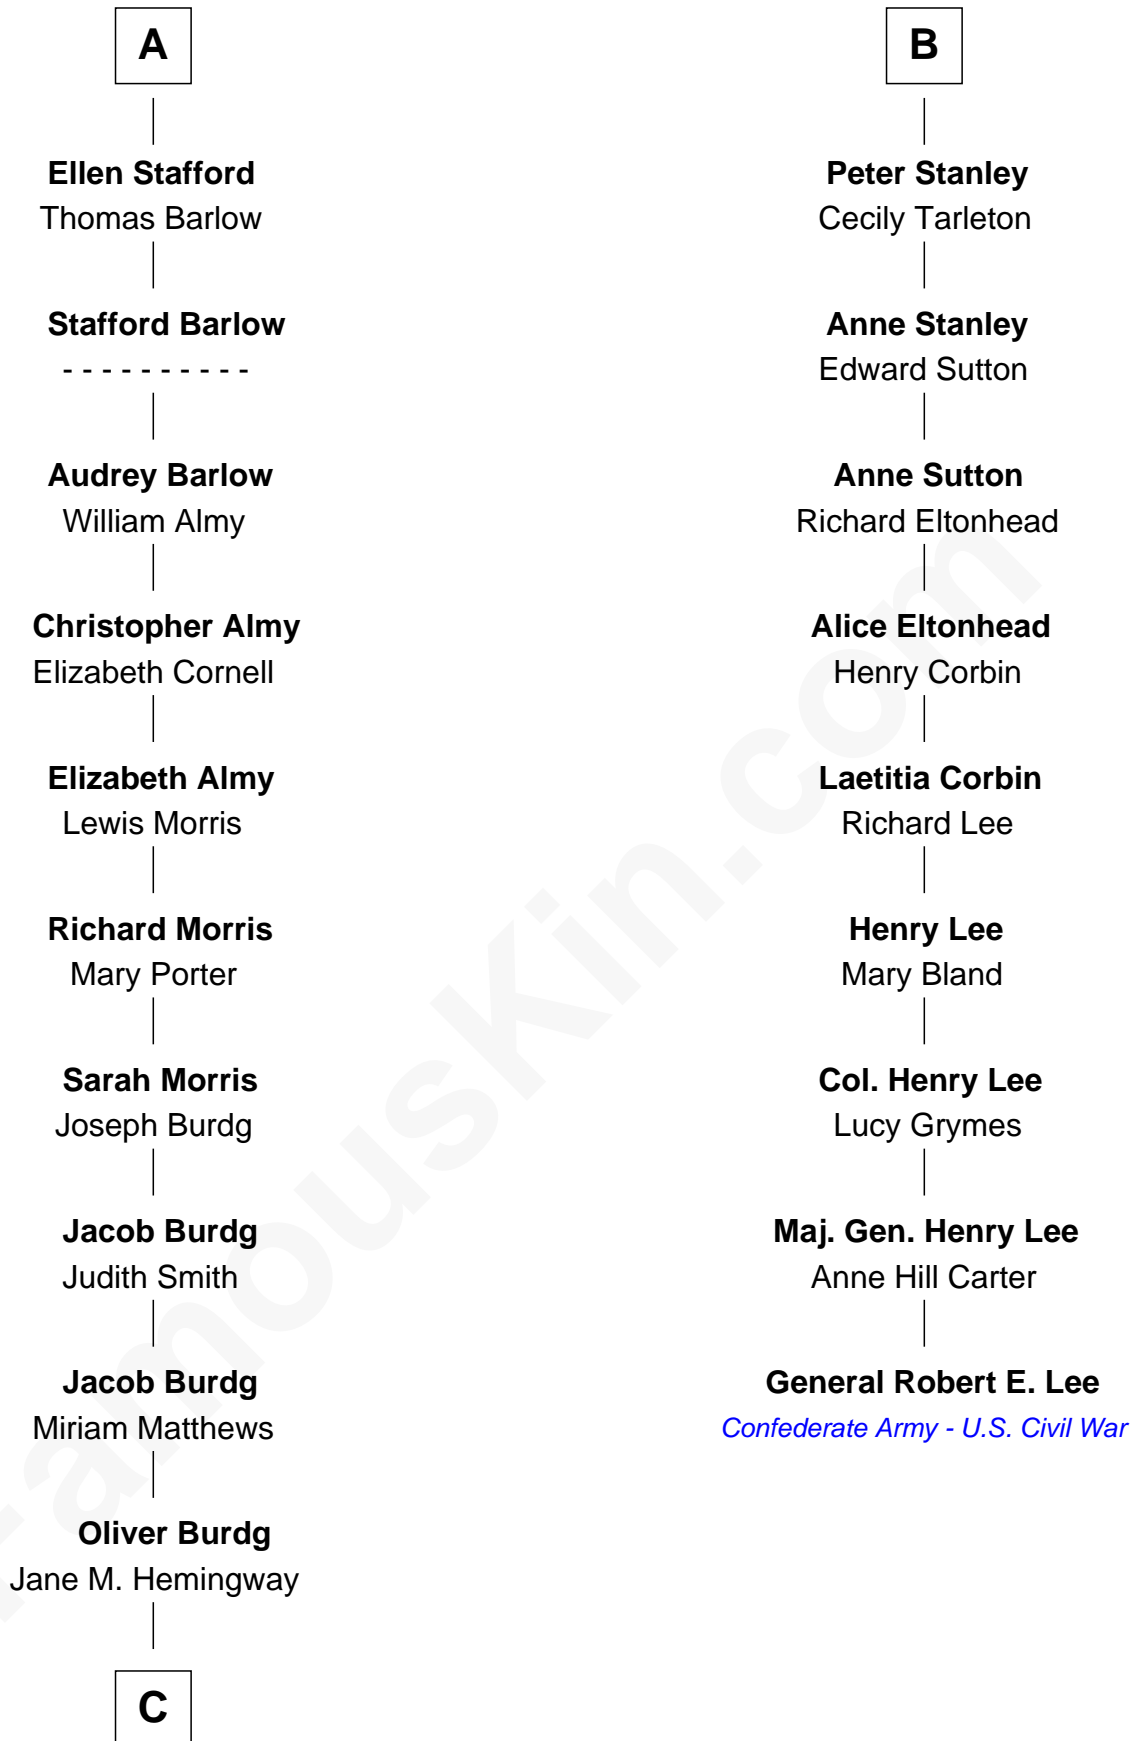 A
Ellen Stafford
Thomas Barlow
Stafford Barlow
- - - - - - - - - -
Audrey Barlow
William Almy
Christopher Almy
Elizabeth Cornell
Elizabeth Almy
Lewis Morris
Richard Morris
Mary Porter
Sarah Morris
Joseph Burdg
Jacob Burdg
Judith Smith
Jacob Burdg
Miriam Matthews
Oliver Burdg
Jane M. Hemingway
C
B
Peter Stanley
Cecily Tarleton
Anne Stanley
Edward Sutton
Anne Sutton
Richard Eltonhead
Alice Eltonhead
Henry Corbin
Laetitia Corbin
Richard Lee
Henry Lee
Mary Bland
Col. Henry Lee
Lucy Grymes
Maj. Gen. Henry Lee
Anne Hill Carter
General Robert E. Lee
Confederate Army - U.S. Civil War
FamousKin.com